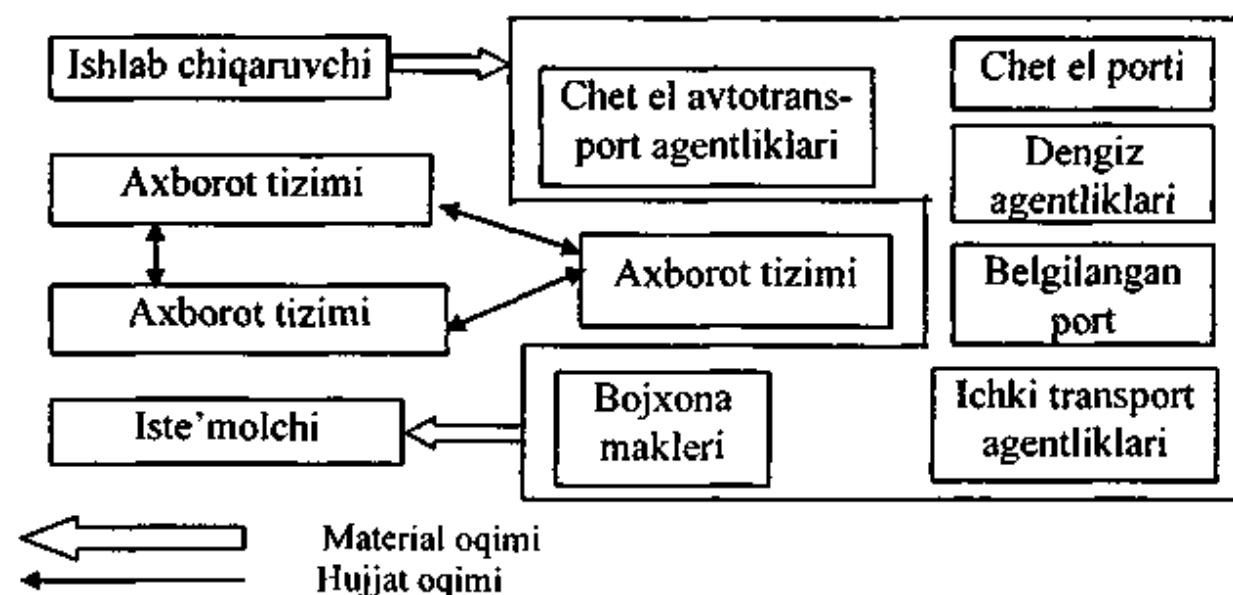 Ishlab chiqaruvchi
Chet el avtotrans-
port agentliklari
Chet el porti
Dengiz
agentliklari
Axborot tizimi
Axborot tizimi
Belgilangan
port
Axborot tizimi
Iste’molchi
Bojxona
makleri
Ichki transport
agentliklari
Material oqimi
Hujjat oqimi